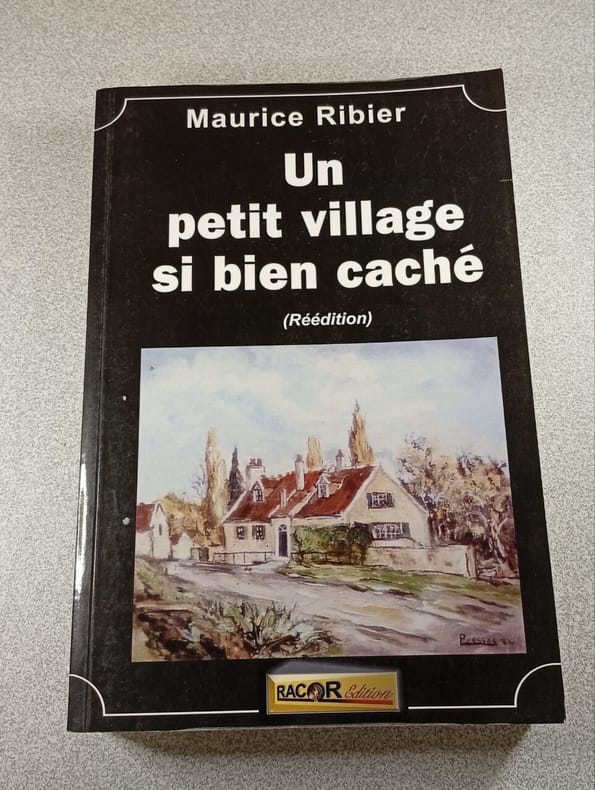 Maurice Ribier
Un
petit village
si bien caché
(Réédition)
RACOR Edition